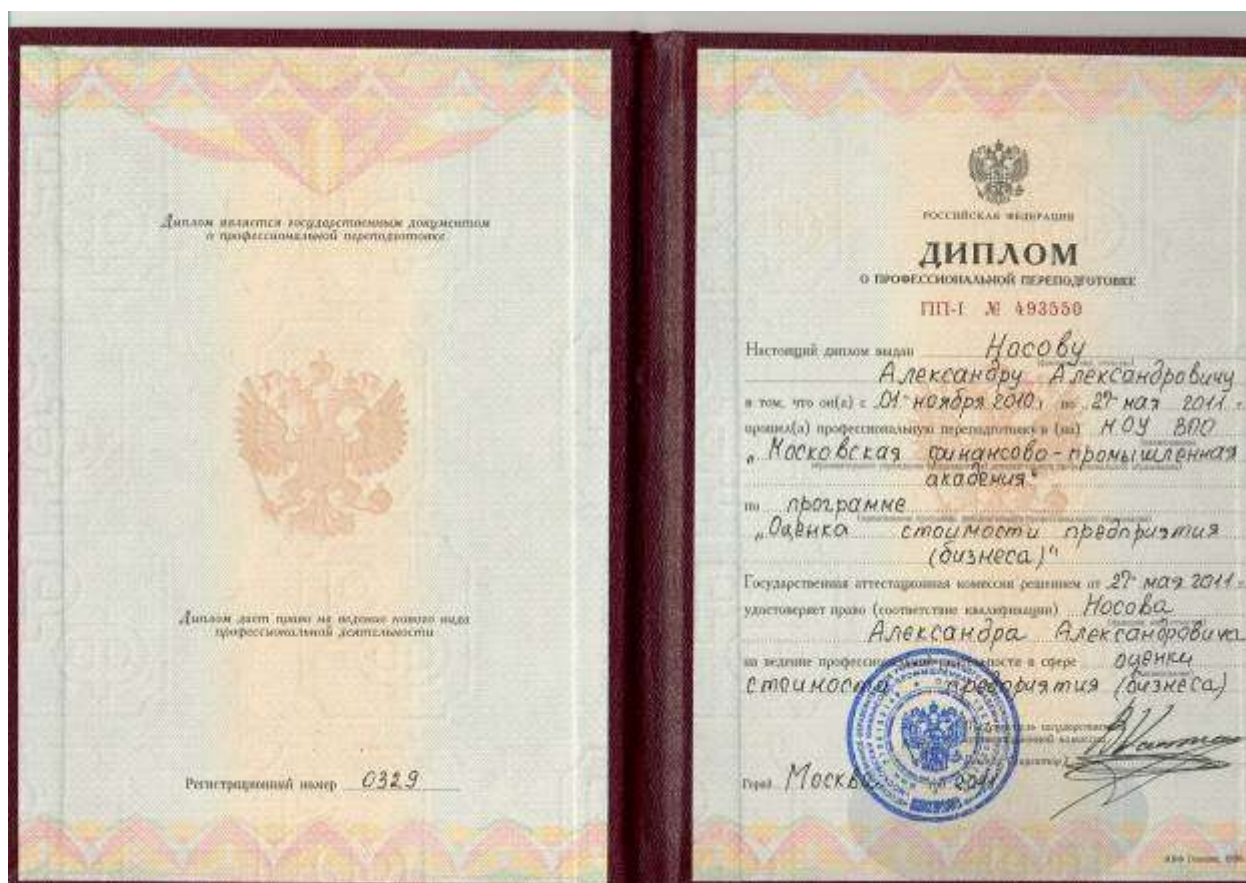 Диплом является государственным документом
о профессиональной переподготовке
Диплом дает право на ведение нового вида
профессиональной деятельности
Регистрационный номер 0329
РОССИЙСКАЯ ФЕДЕРАЦИЯ
ДИПЛОМ
О ПРОФЕССИОНАЛЬНОЙ ПЕРЕПОДГОТОВКЕ
ПП-I № 493550
Настоящий диплом выдан Носову
Александру Александровичу
в том, что он(а) с 01 ноября 2010 г. по 27 мая 2011 г.
прошел(а) профессиональную переподготовку в (на) НОУ ВПО
„Московская финансово-промышленная
академия"
по программе
„Оценка стоимости предприятия
(бизнеса)"
Государственная аттестационная комиссия решением от 27 мая 2011 г.
удостоверяет право (соответствие квалификации) Носова
Александра Александровича
на ведение профессиональной деятельности в сфере оценки
стоимости предприятия (бизнеса)
Город Москва 2011